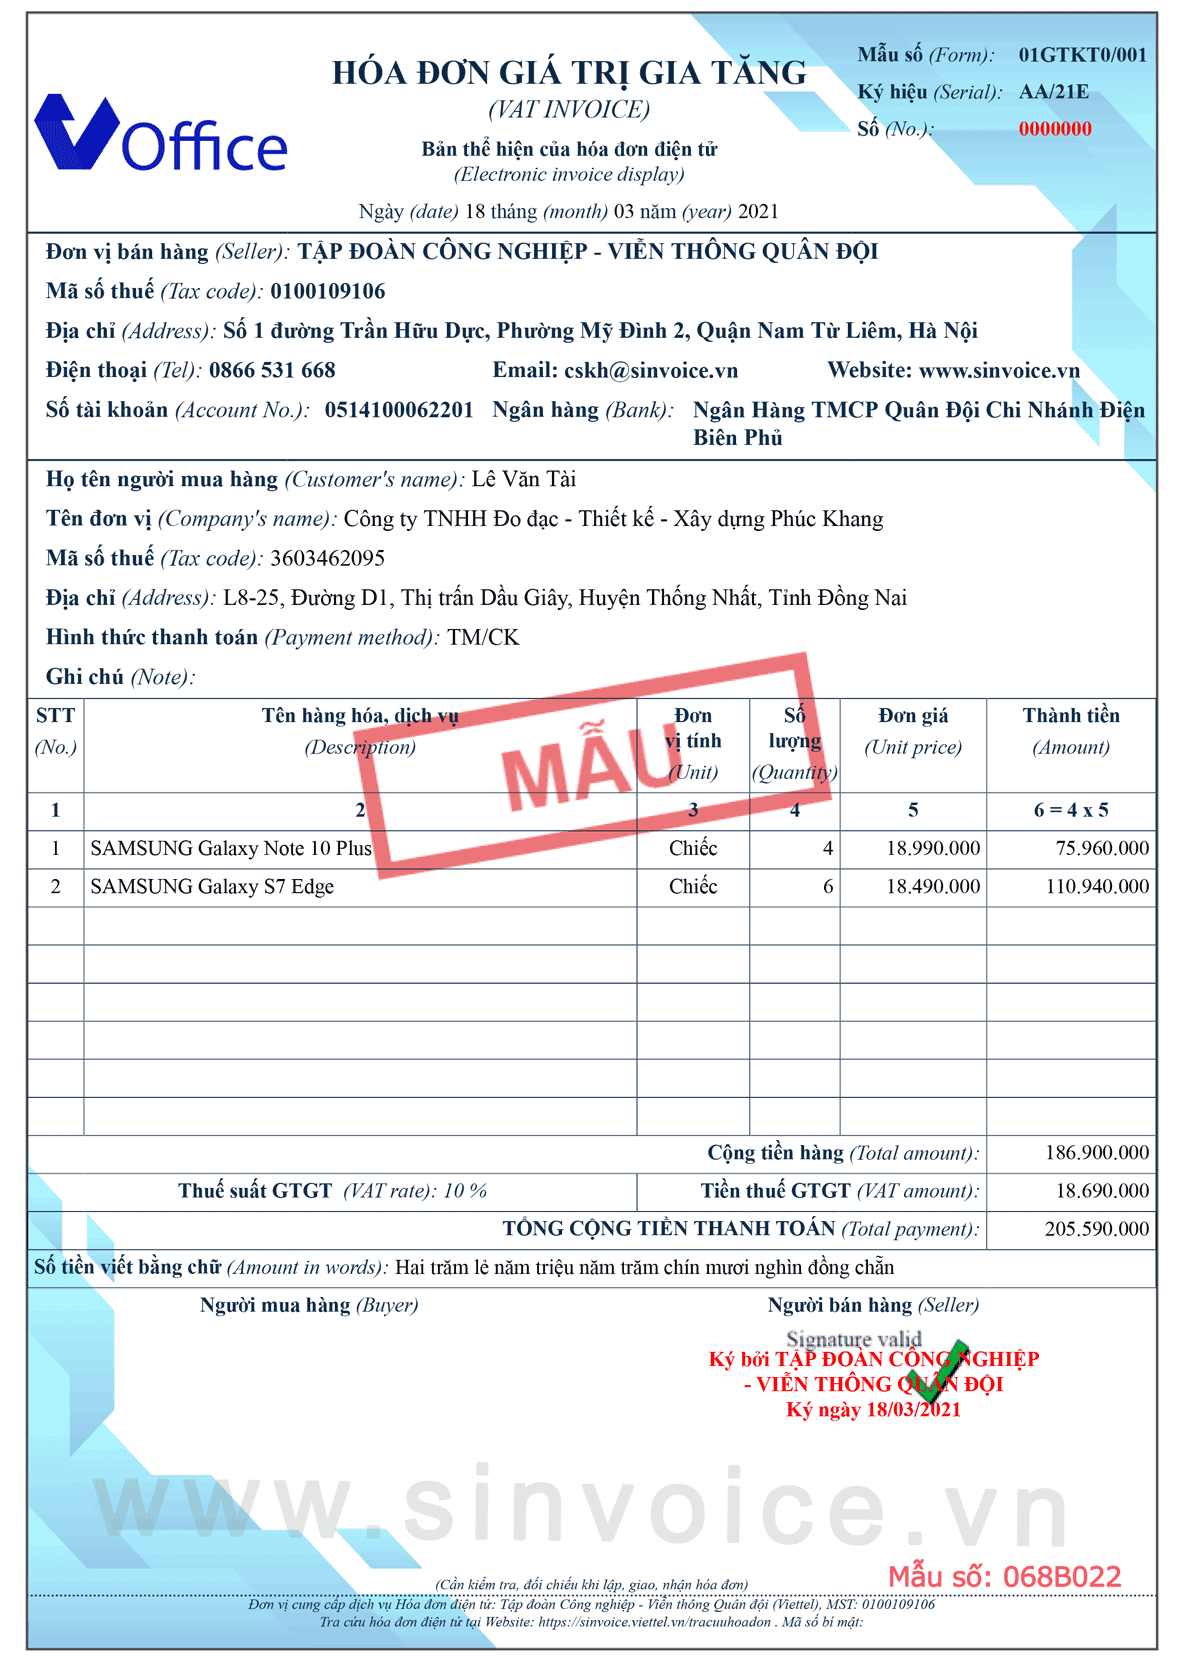 Office
HÓA ĐƠN GIÁ TRỊ GIA TĂNG
(VAT INVOICE)
Bản thể hiện của hóa đơn điện tử
(Electronic invoice display)
Ngày (date) 18 tháng (month) 03 năm (year) 2021
Mẫu số (Form): 01GTKT0/001
Ký hiệu (Serial): AA/21E
Số (No.): 0000000
Đơn vị bán hàng (Seller): TẬP ĐOÀN CÔNG NGHIỆP - VIỄN THÔNG QUÂN ĐỘI
Mã số thuế (Tax code): 0100109106
Địa chỉ (Address): Số 1 đường Trần Hữu Dực, Phường Mỹ Đình 2, Quận Nam Từ Liêm, Hà Nội
Điện thoại (Tel): 0866 531 668 Email: cskh@sinvoice.vn Website: www.sinvoice.vn
Số tài khoản (Account No.): 0514100062201 Ngân hàng (Bank): Ngân Hàng TMCP Quân Đội Chi Nhánh Điện
Biên Phủ
Họ tên người mua hàng (Customer's name): Lê Văn Tài
Tên đơn vị (Company's name): Công ty TNHH Đo đạc - Thiết kế - Xây dựng Phúc Khang
Mã số thuế (Tax code): 3603462095
Địa chỉ (Address): L8-25, Đường D1, Thị trấn Dầu Giây, Huyện Thống Nhất, Tỉnh Đồng Nai
Hình thức thanh toán (Payment method): TM/CK
Ghi chú (Note):
STT Tên hàng hóa, dịch vụ Đơn Số Đơn giá Thành tiền
vị tính lượng
(No.) (Description) (Unit price) (Amount)
(Unit) (Quantity)
MẪU
1 2 3 4 5 6 = 4 x 5
1 SAMSUNG Galaxy Note 10 Plus Chiếc 4 18.990.000 75.960.000
2 SAMSUNG Galaxy S7 Edge Chiếc 6 18.490.000 110.940.000
Cộng tiền hàng (Total amount): 186.900.000
Thuế suất GTGT (VAT rate): 10 % Tiền thuế GTGT (VAT amount): 18.690.000
TỔNG CỘNG TIỀN THANH TOÁN (Total payment): 205.590.000
Số tiền viết bằng chữ (Amount in words): Hai trăm lẻ năm triệu năm trăm chín mươi nghìn đồng chẵn
Người mua hàng (Buyer) Người bán hàng (Seller)
Signature valid
Ký bởi TẬP ĐOÀN CÔNG NGHIỆP
- VIỄN THÔNG QUÂN ĐỘI
Ký ngày 18/03/2021
www.sinvoice.vn
Mẫu số: 068B022
(Cần kiểm tra, đối chiếu khi lập, giao, nhận hóa đơn)
Đơn vị cung cấp dịch vụ Hóa đơn điện tử: Tập đoàn Công nghiệp - Viễn thông Quân đội (Viettel), MST: 0100109106
Tra cứu hóa đơn điện tử tại Website: https://sinvoice.viettel.vn/tracuuhoadon . Mã số bí mật: